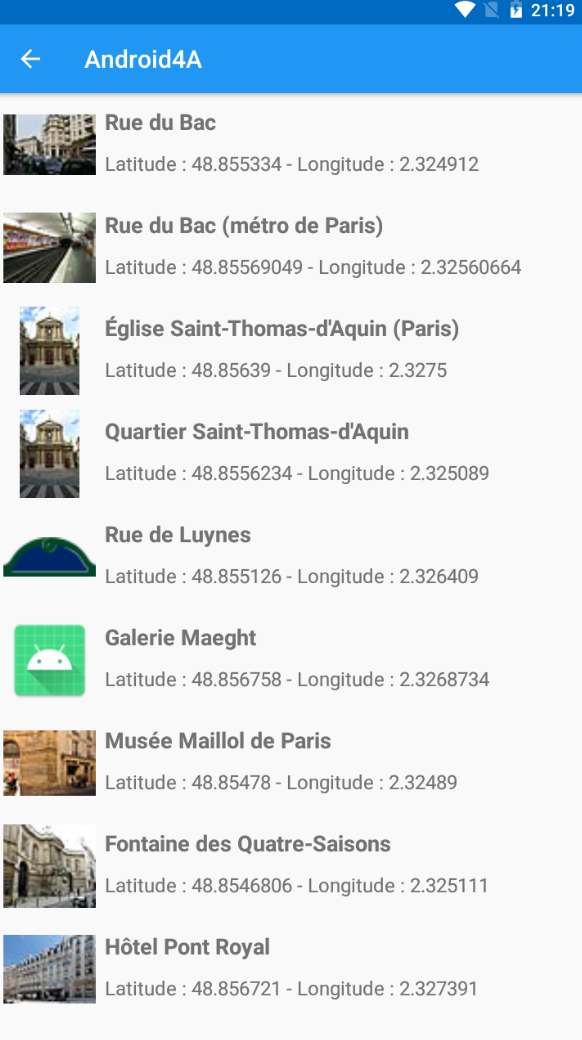 21:19
Android4A
Rue du Bac
Latitude : 48.855334 - Longitude : 2.324912
Rue du Bac (métro de Paris)
Latitude : 48.85569049 - Longitude : 2.32560664
Église Saint-Thomas-d'Aquin (Paris)
Latitude : 48.85639 - Longitude : 2.3275
Quartier Saint-Thomas-d'Aquin
Latitude : 48.8556234 - Longitude : 2.325089
Rue de Luynes
Latitude : 48.855126 - Longitude : 2.326409
Galerie Maeght
Latitude : 48.856758 - Longitude : 2.3268734
Musée Maillol de Paris
Latitude : 48.85478 - Longitude : 2.32489
Fontaine des Quatre-Saisons
Latitude : 48.8546806 - Longitude : 2.325111
Hôtel Pont Royal
Latitude : 48.856721 - Longitude : 2.327391